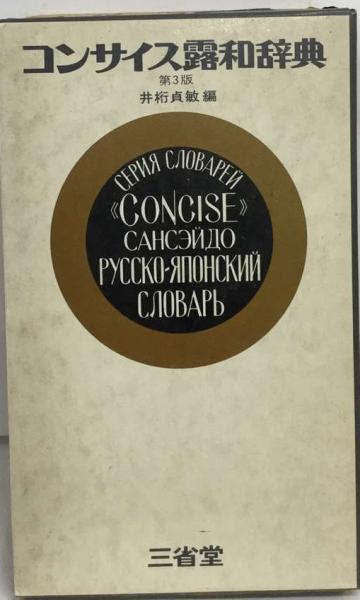 コンサイス露和辞典
第3版
井桁貞敏編
СЕРИЯ СЛОВАРЕЙ
《CONCISE》
САНСЭЙДО
РУССКО-ЯПОНСКИЙ
СЛОВАРЬ
三省堂